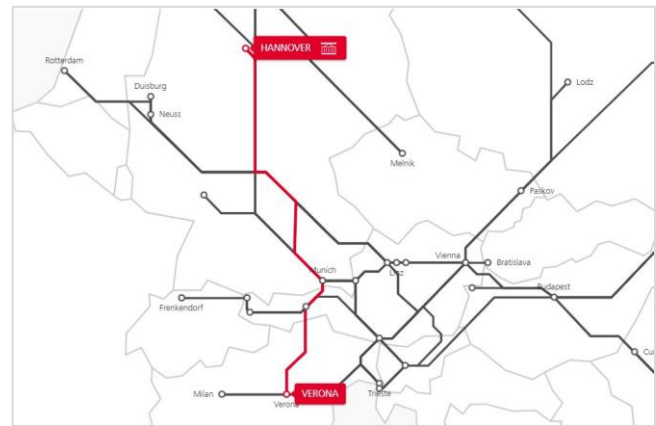 HANNOVER
Rotterdam
Duisburg
Lodz
Neuss
Melnik
Paskov
Munich
Linz
Vienna
Bratislava
Budapest
Frenkendorf
Milan
Verona
VERONA
Trieste